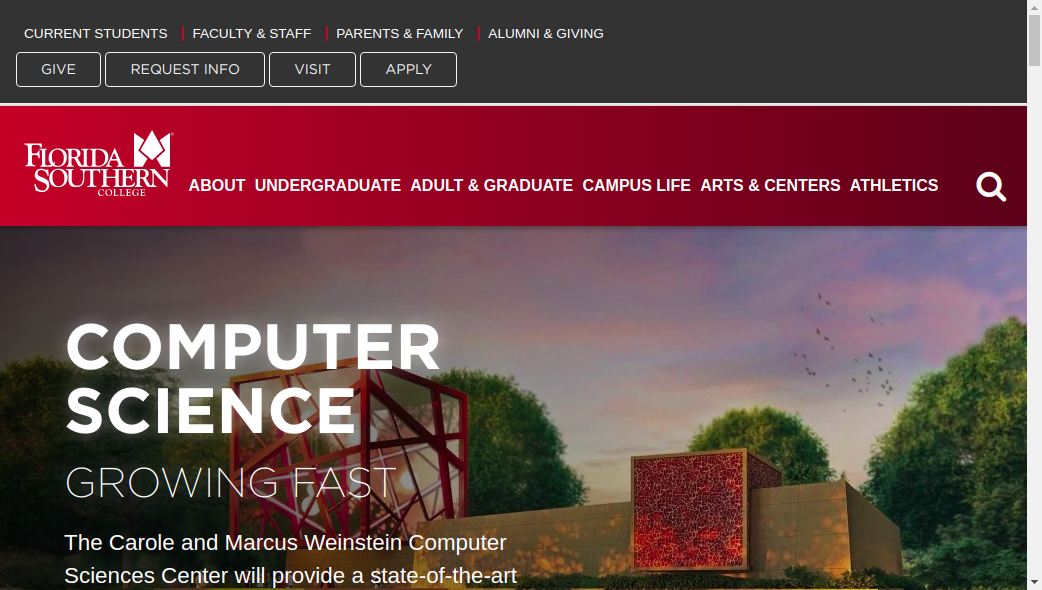 CURRENT STUDENTS FACULTY & STAFF PARENTS & FAMILY ALUMNI & GIVING
GIVE REQUEST INFO VISIT APPLY
FLORIDA
SOUTHERN
COLLEGE
ABOUT UNDERGRADUATE ADULT & GRADUATE CAMPUS LIFE ARTS & CENTERS ATHLETICS
COMPUTER
SCIENCE
GROWING FAST
The Carole and Marcus Weinstein Computer
Sciences Center will provide a state-of-the-art